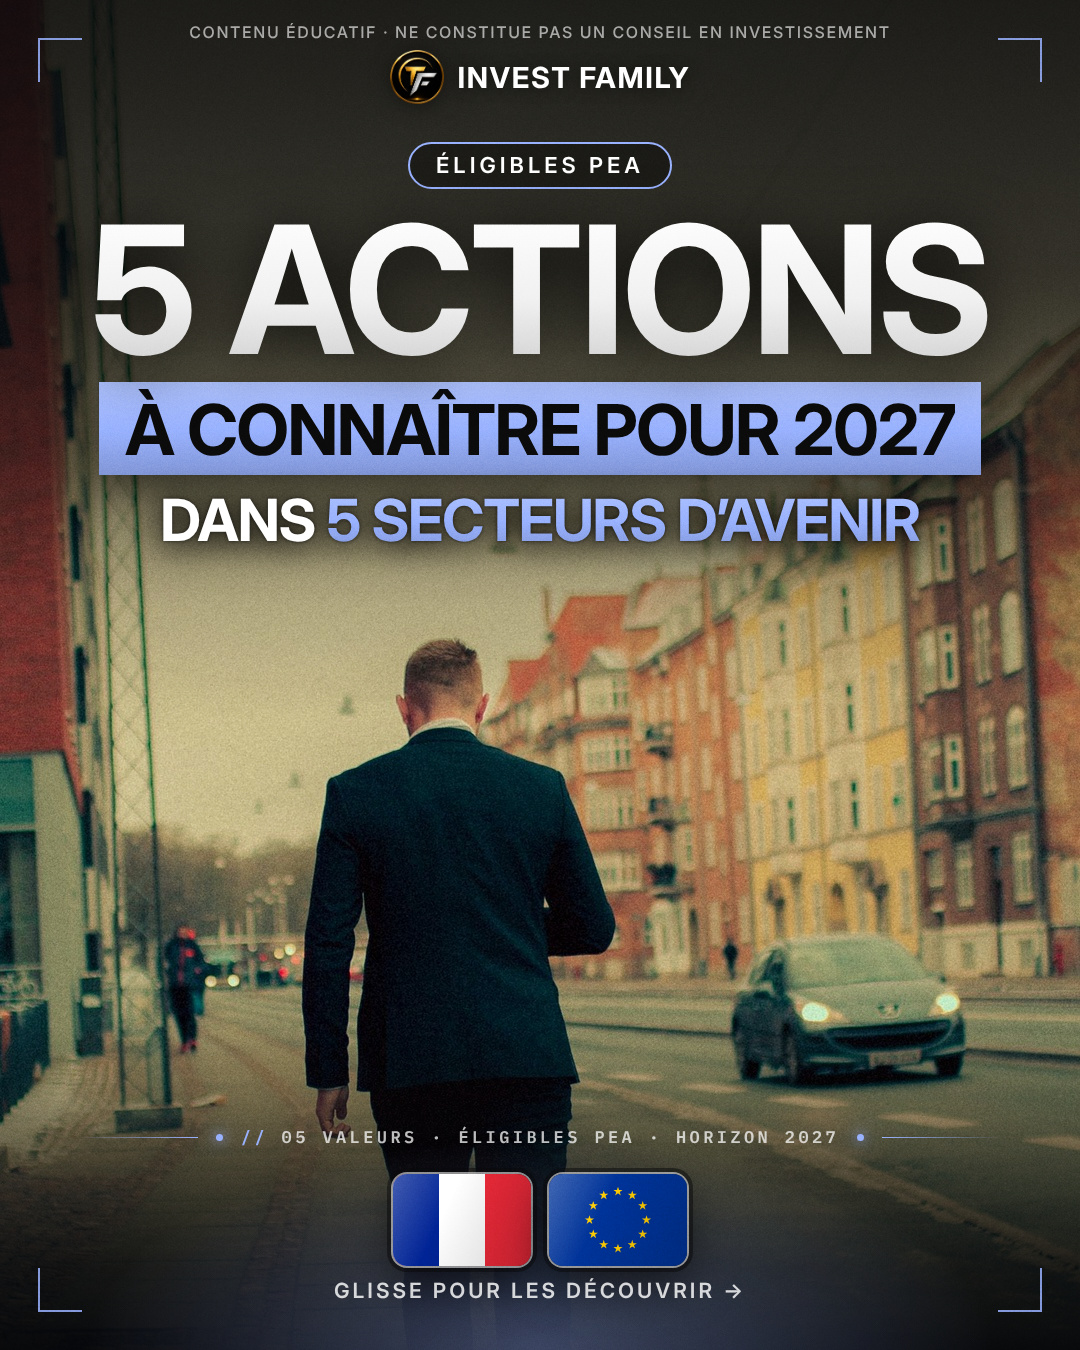 CONTENU ÉDUCATIF · NE CONSTITUE PAS UN CONSEIL EN INVESTISSEMENT
TF INVEST FAMILY
ÉLIGIBLES PEA
5 ACTIONS
À CONNAÎTRE POUR 2027
DANS 5 SECTEURS D’AVENIR
// 05 VALEURS · ÉLIGIBLES PEA · HORIZON 2027
GLISSE POUR LES DÉCOUVRIR →